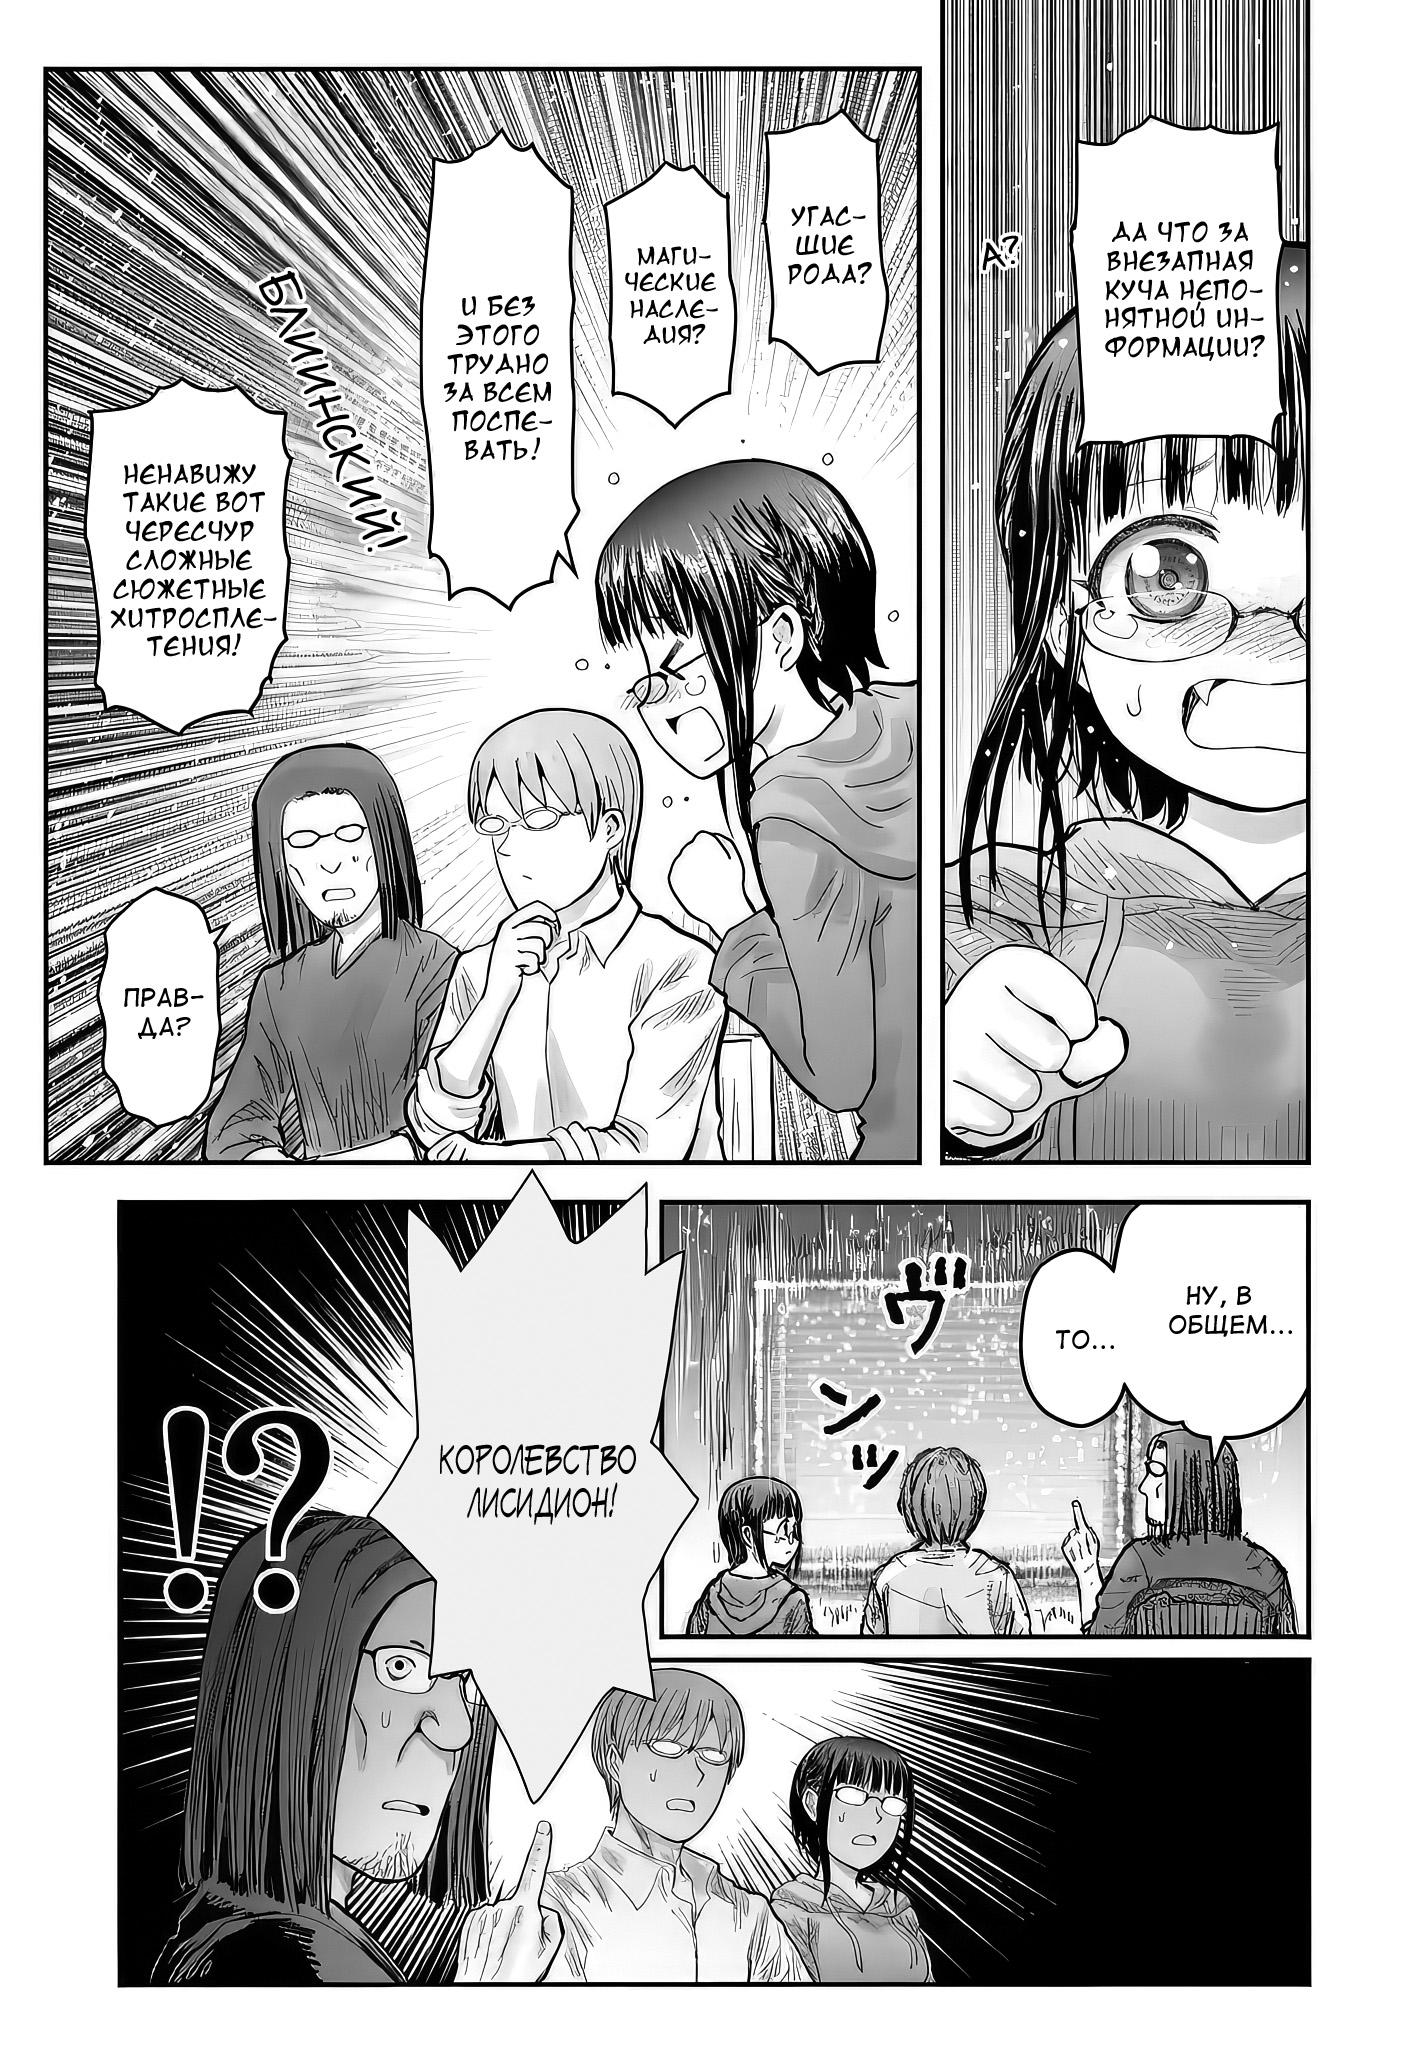 ДА ЧТО ЗА
ВНЕЗАПНАЯ
КУЧА НЕПО-
НЯТНОЙ ИН-
ФОРМАЦИИ?
А?
УГАС-
ШИЕ
РОДА?
МАГИ-
ЧЕСКИЕ
НАСЛЕ-
ДИЯ?
И БЕЗ
ЭТОГО
ТРУДНО
ЗА ВСЕМ
ПОСПЕ-
ВАТЬ!
БЛИНСКИЙ!
НЕНАВИЖУ
ТАКИЕ ВОТ
ЧЕРЕСЧУР
СЛОЖНЫЕ
СЮЖЕТНЫЕ
ХИТРОСПЛЕ-
ТЕНИЯ!
ПРАВ-
ДА?
НУ, В
ОБЩЕМ...
ТО...
ヴンッ
КОРОЛЕВСТВО
ЛИСИДИОН!
!?